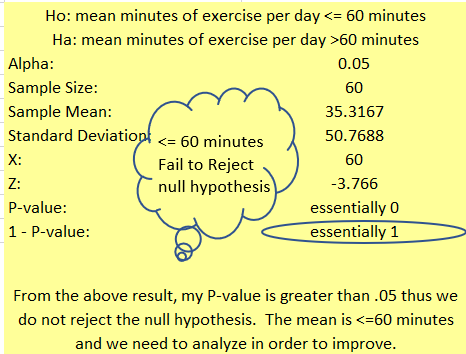 Ho: mean minutes of exercise per day <= 60 minutes
Ha: mean minutes of exercise per day >60 minutes
Alpha: 0.05
Sample Size: 60
Sample Mean: 35.3167
Standard Deviation: 50.7688
<= 60 minutes
Fail to Reject
null hypothesis
X: 60
Z: -3.766
P-value: essentially 0
1 - P-value: essentially 1
From the above result, my P-value is greater than .05 thus we
do not reject the null hypothesis. The mean is <=60 minutes
and we need to analyze in order to improve.